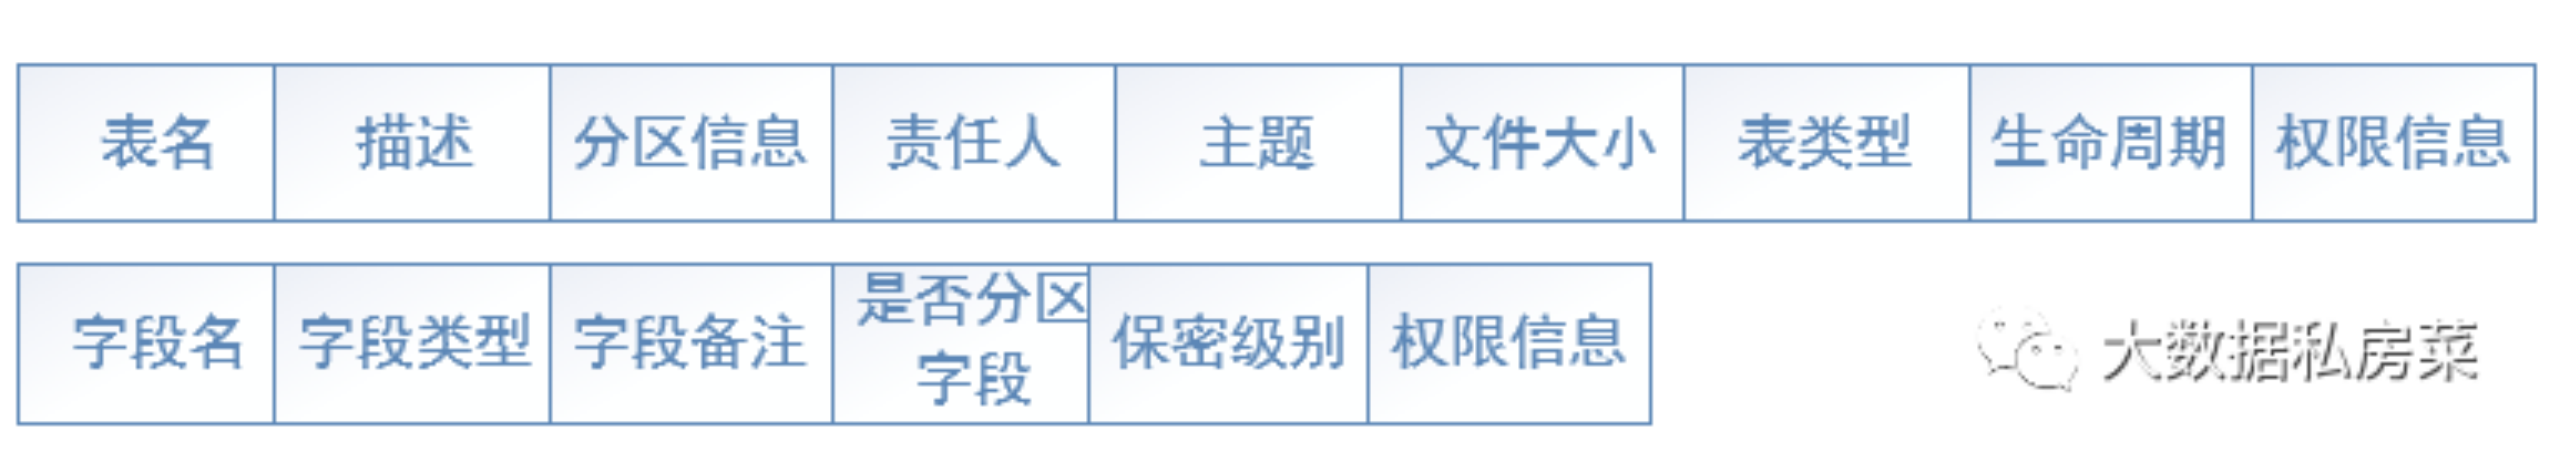 表名 描述 分区信息 责任人 主题 文件大小 表类型 生命周期 权限信息
字段名 字段类型 字段备注 是否分区字段 保密级别 权限信息
大数据私房菜